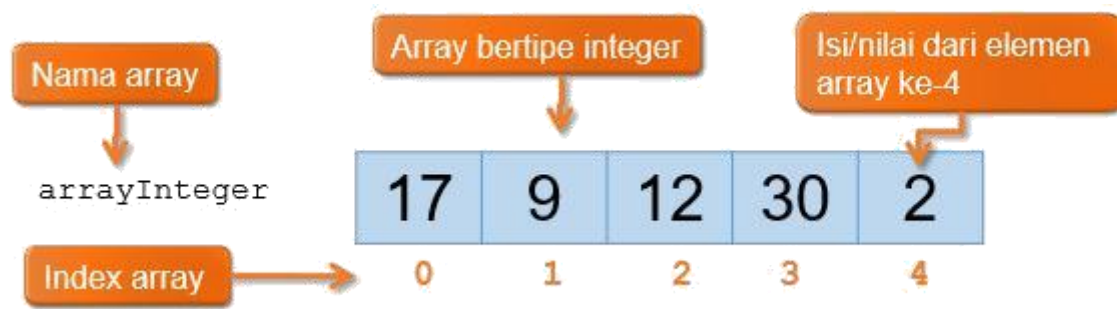 Nama array
Array bertipe integer
Isi/nilai dari elemen
array ke-4
arrayInteger
17 9 12 30 2
Index array
0 1 2 3 4